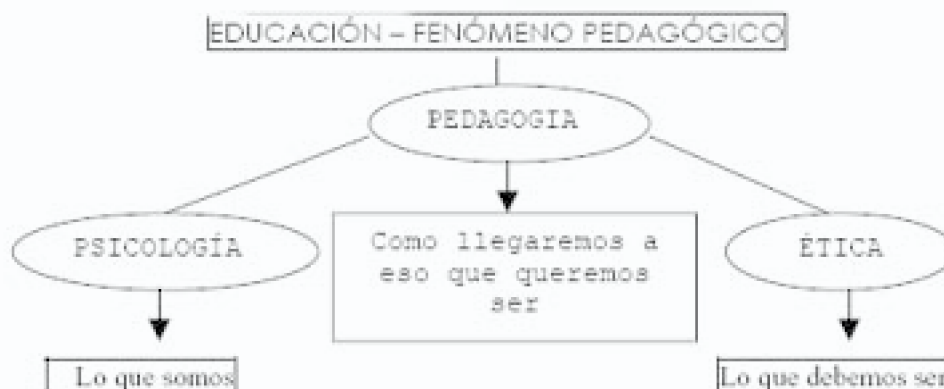 EDUCACIÓN – FENÓMENO PEDAGÓGICO
PEDAGOGIA
PSICOLOGÍA
Como llegaremos a
eso que queremos
ser
ÉTICA
Lo que somos
Lo que debemos ser